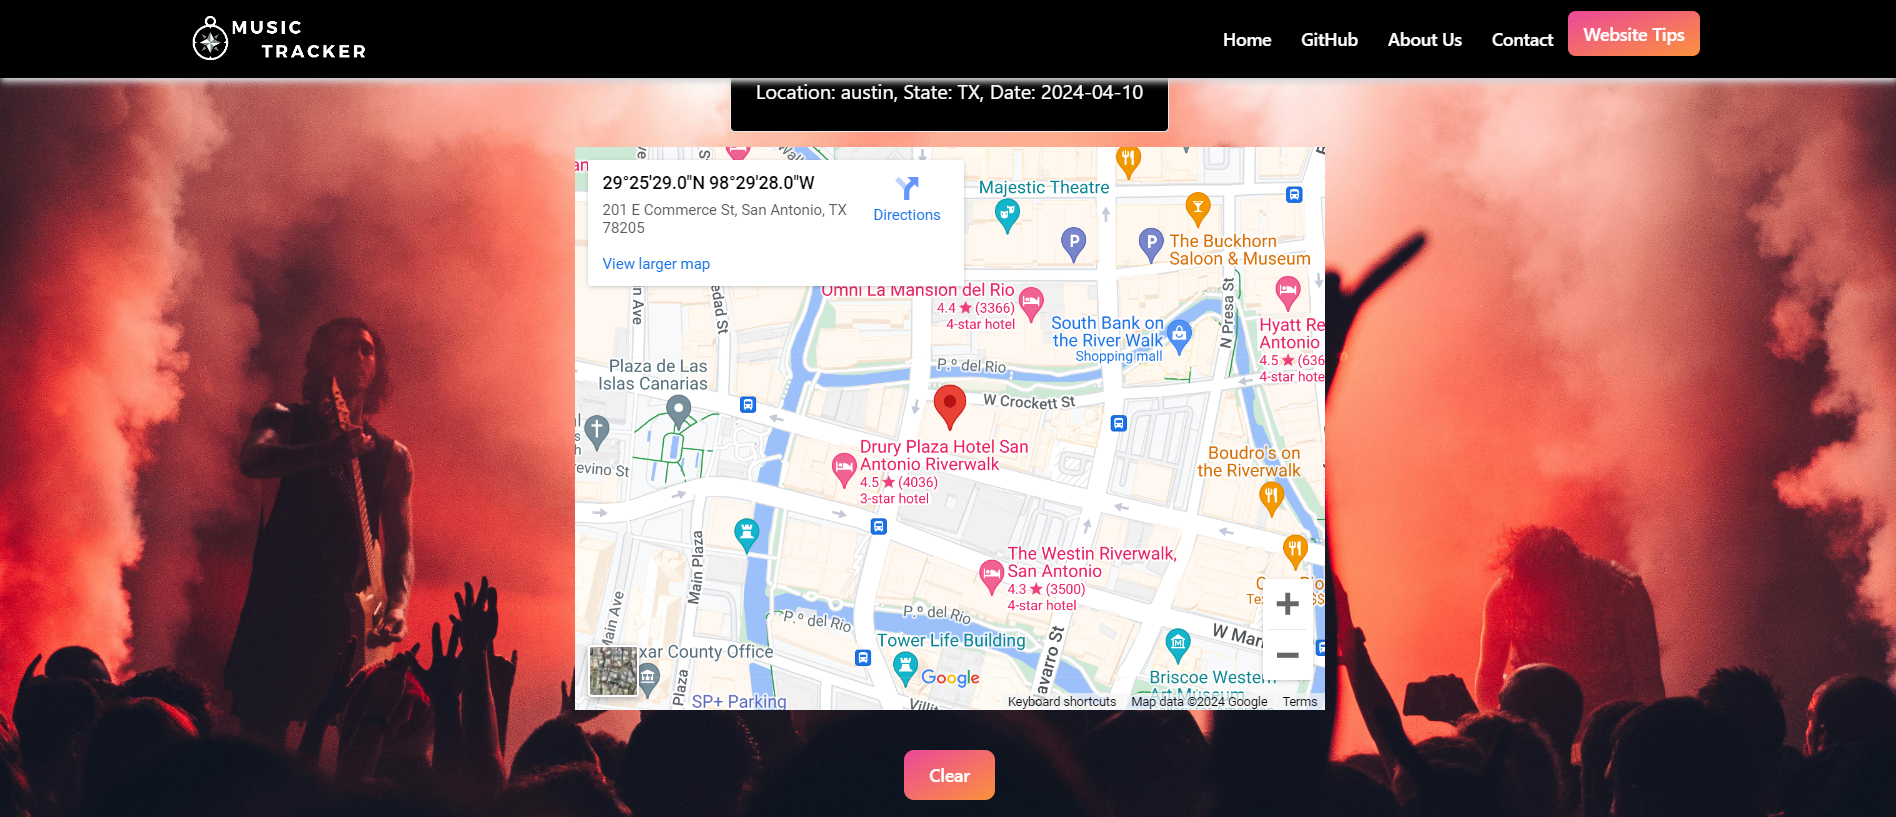 MUSIC
TRACKER
Home
GitHub
About Us
Contact
Website Tips
Location: austin, State: TX, Date: 2024-04-10
29°25'29.0"N 98°29'28.0"W
201 E Commerce St, San Antonio, TX
78205
View larger map
Directions
Majestic Theatre
P
P
The Buckhorn
Saloon & Museum
Omni La Mansion del Rio
4.4 (3366)
4-star hotel
South Bank on
the River Walk
Shopping mall
N Presa St
Hyatt Re
Antonio
4.5 (636
4-star hote
n Ave
edad St
P.º del Rio
Plaza de Las
Islas Canarias
W Crockett St
Drury Plaza Hotel San
Antonio Riverwalk
4.5 (4036)
3-star hotel
Boudro's on
the Riverwalk
evino St
Main Plaza
The Westin Riverwalk,
San Antonio
4.3 (3500)
4-star hotel
Main Ave
P.º del Rio
P.º del Rio
Tower Life Building
avarro St
W Mar
xar County Office
Plaza
SP+ Parking
Google
Villit
Briscoe Western
Art Museum
Keyboard shortcuts
Map data ©2024 Google
Terms
Clear